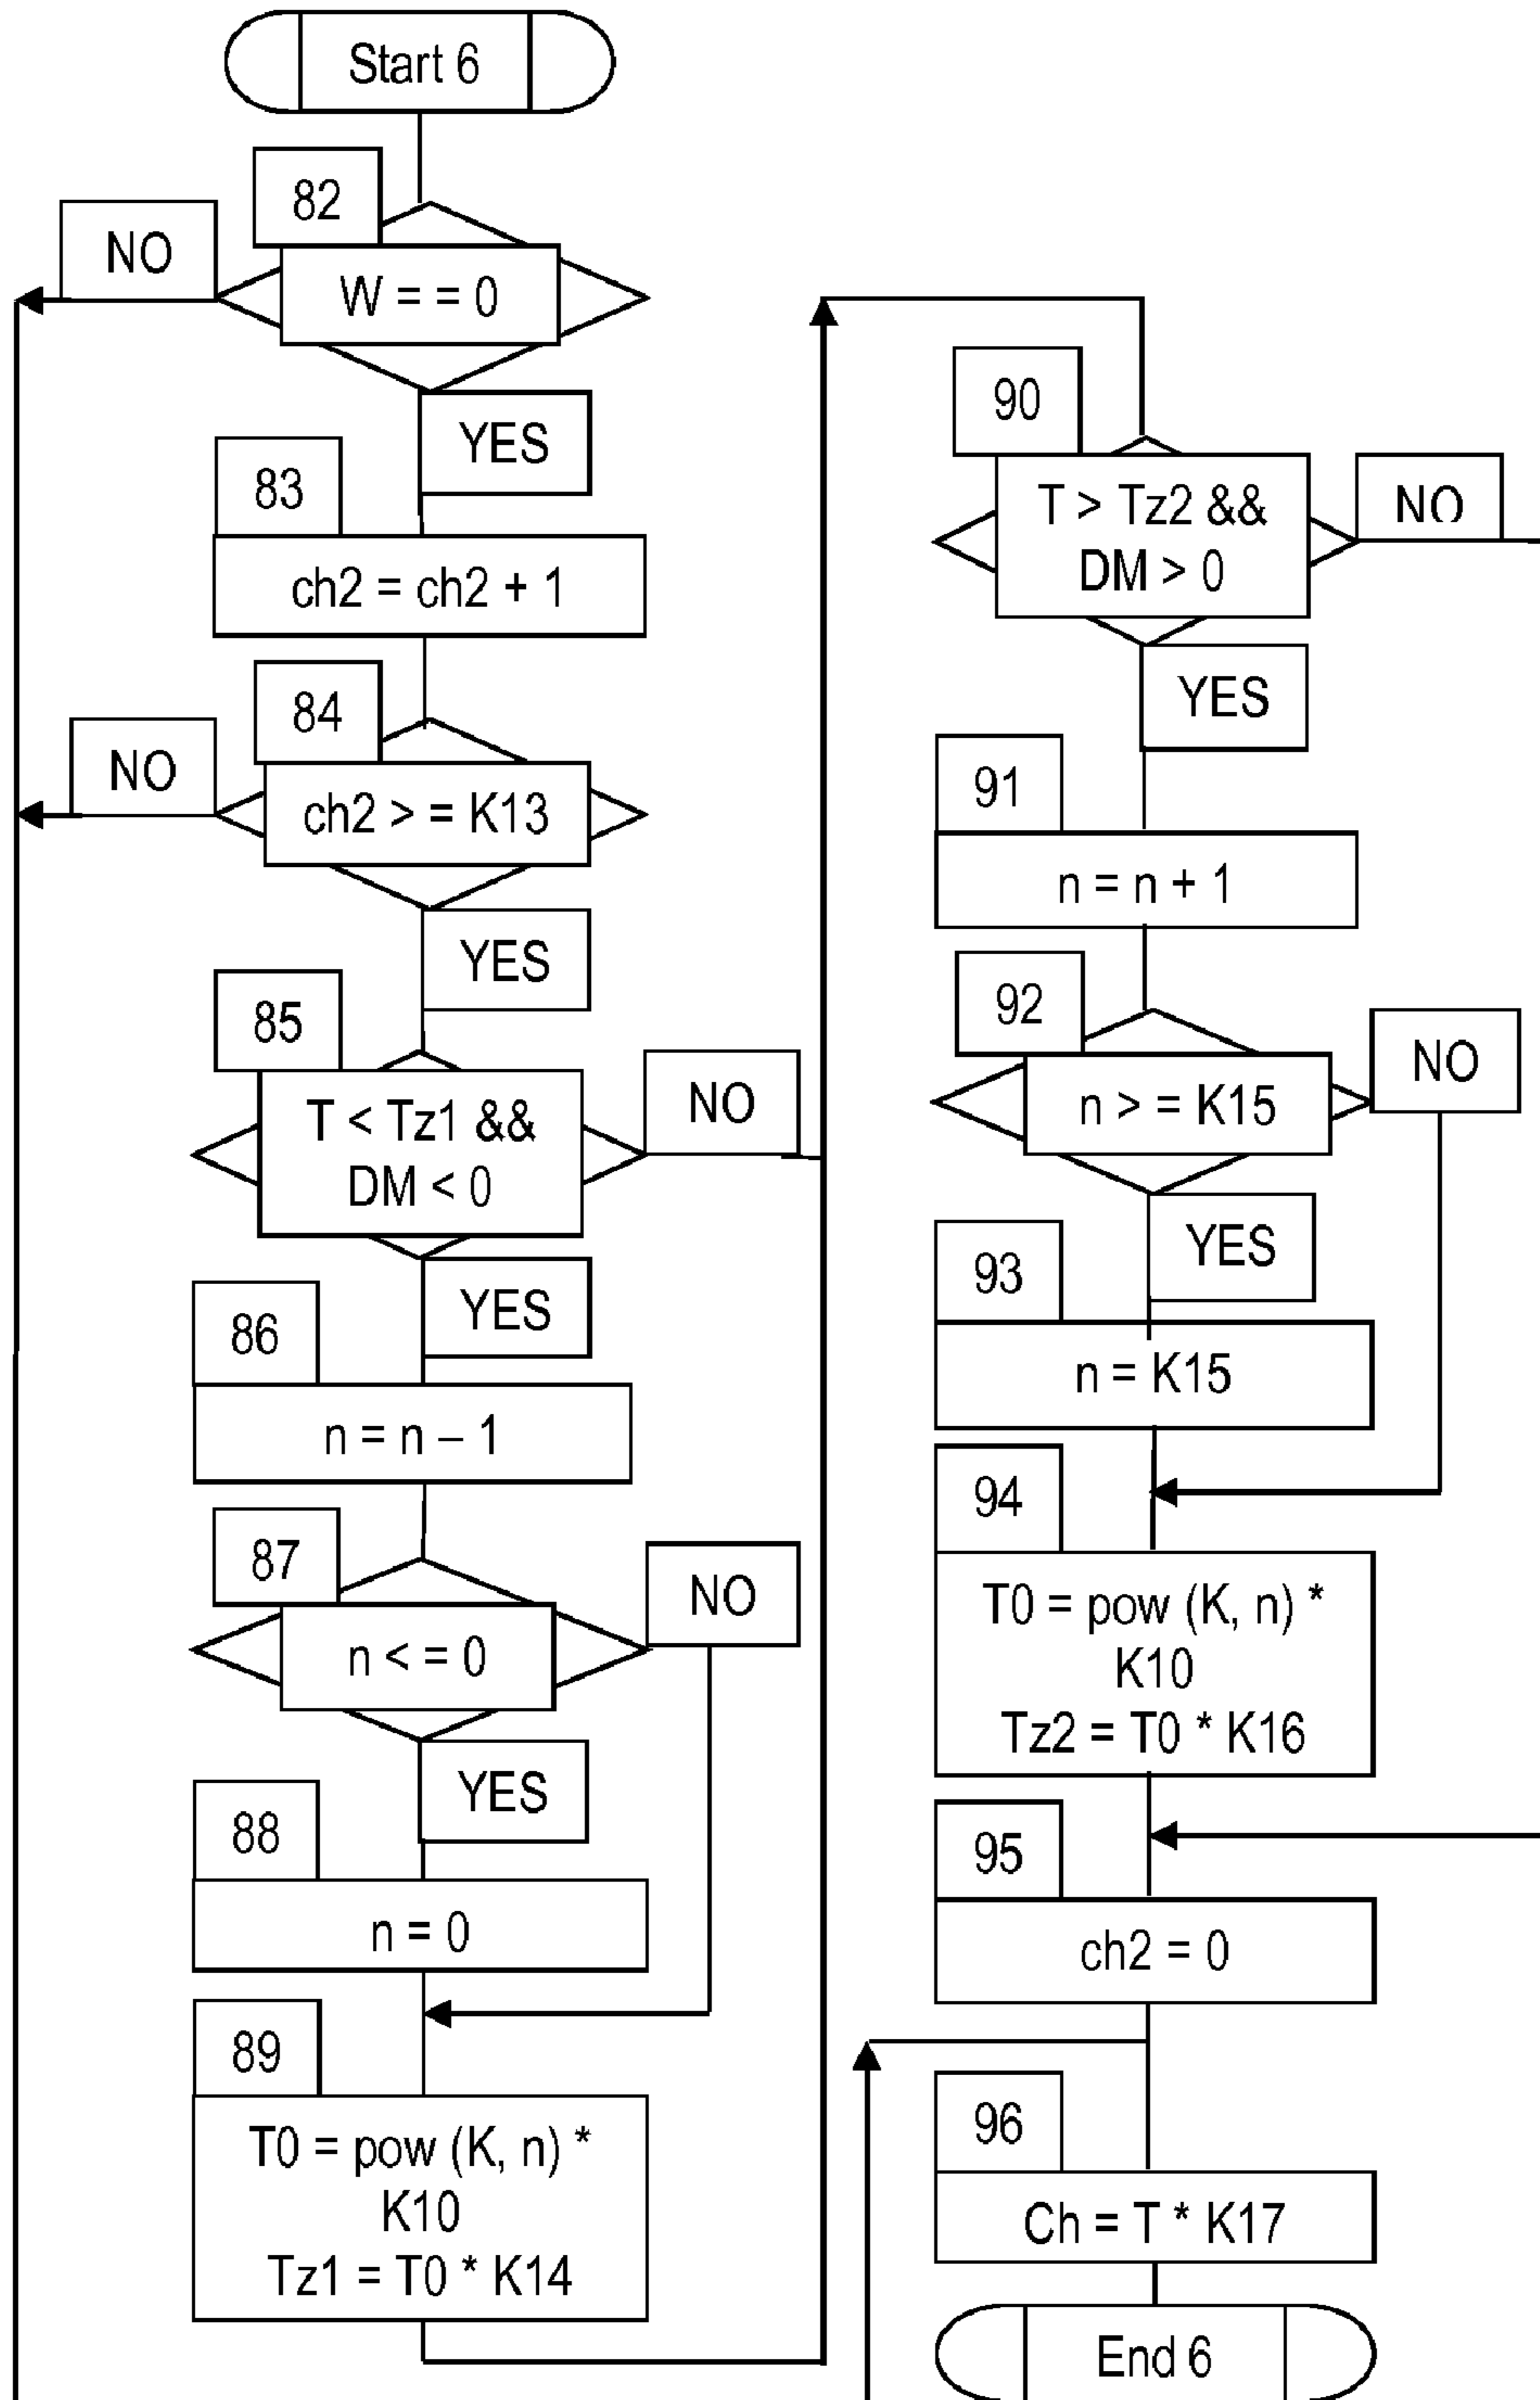 Start 6
82
NO
W = = 0
YES
83
ch2 = ch2 + 1
84
NO
ch2 > = K13
YES
85
T < Tz1 &&
DM < 0
NO
YES
86
n = n – 1
87
n < = 0
NO
YES
88
n = 0
89
T0 = pow (K, n) *
K10
Tz1 = T0 * K14
90
T > Tz2 &&
DM > 0
NO
YES
91
n = n + 1
92
n > = K15
NO
YES
93
n = K15
94
T0 = pow (K, n) *
K10
Tz2 = T0 * K16
95
ch2 = 0
96
Ch = T * K17
End 6